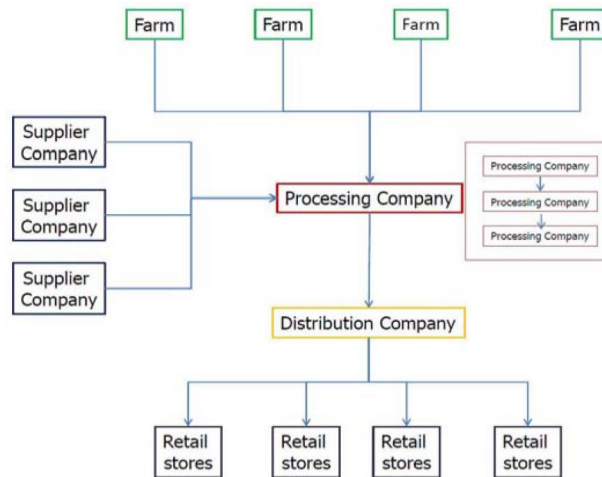 Farm
Farm
Farm
Farm
Supplier
Company
Supplier
Company
Supplier
Company
Processing Company
Processing Company
Processing Company
Processing Company
Distribution Company
Retail
stores
Retail
stores
Retail
stores
Retail
stores